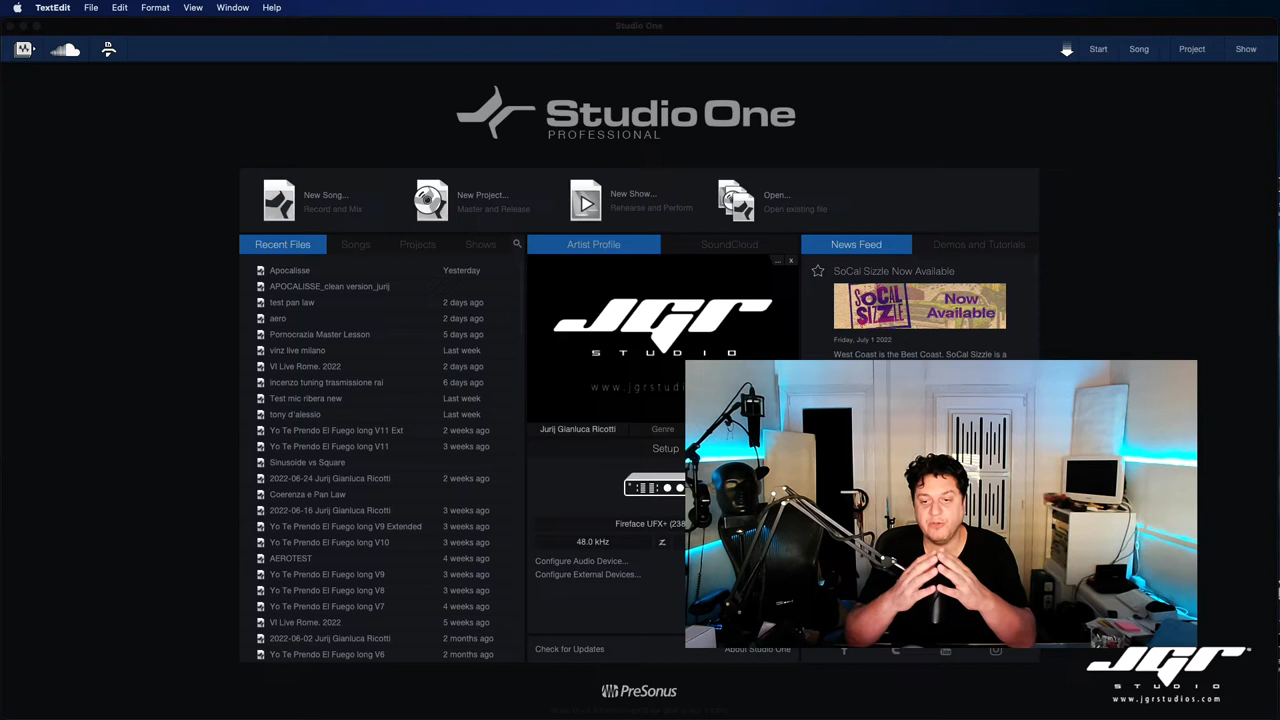 TextEdit File Edit Format View Window Help
Studio One
Start Song Project Show
Studio One
PROFESSIONAL
New Song...
Record and Mix
New Project...
Master and Release
New Show...
Rehearse and Perform
Open...
Open existing file
Recent Files Songs Projects Shows
Apocalisse Yesterday
APOCALISSE_clean version_jurij
test pan law 2 days ago
aero 2 days ago
Pornocrazia Master Lesson 5 days ago
vinz live milano Last week
VI Live Rome. 2022 2 days ago
incenzo tuning trasmissione rai 6 days ago
Test mic ribera new Last week
tony d'alessio Last week
Yo Te Prendo El Fuego long V11 Ext 2 weeks ago
Yo Te Prendo El Fuego long V11 3 weeks ago
Sinusoide vs Square
2022-06-24 Jurij Gianluca Ricotti 2 weeks ago
Coerenza e Pan Law
2022-06-16 Jurij Gianluca Ricotti 3 weeks ago
Yo Te Prendo El Fuego long V9 Extended 3 weeks ago
Yo Te Prendo El Fuego long V10 3 weeks ago
AEROTEST 4 weeks ago
Yo Te Prendo El Fuego long V9 3 weeks ago
Yo Te Prendo El Fuego long V8 3 weeks ago
Yo Te Prendo El Fuego long V7 4 weeks ago
VI Live Rome. 2022 5 weeks ago
2022-06-02 Jurij Gianluca Ricotti 2 months ago
Yo Te Prendo El Fuego long V6 2 months ago
Artist Profile SoundCloud
... x
JGR
STUDIO
www.jgrstudio
Jurij Gianluca Ricotti Genre
Setup
Fireface UFX+ (238
48.0 kHz
Configure Audio Device...
Configure External Devices...
Check for Updates About Studio One
News Feed Demos and Tutorials
SoCal Sizzle Now Available
SOCAL SIZZLE Now Available
Friday, July 1 2022
West Coast is the Best Coast. SoCal Sizzle is a
PreSonus
JGR
STUDIO
www.jgrstudios.com